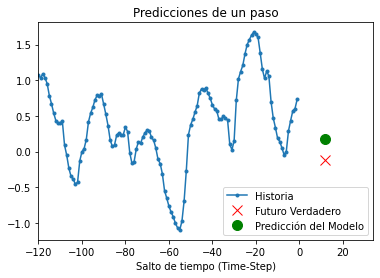 Predicciones de un paso
1.5
1.0
0.5
0.0
−0.5
−1.0
−120 −100 −80 −60 −40 −20 0 20
Salto de tiempo (Time-Step)
Historia
Futuro Verdadero
Predicción del Modelo